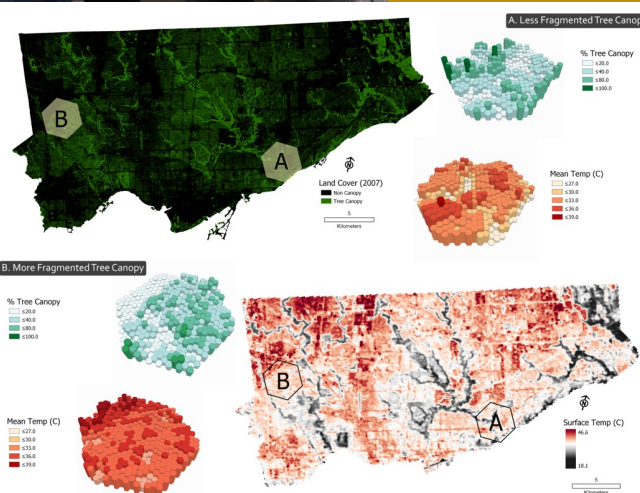 A. Less Fragmented Tree Canop
% Tree Canopy
≤20.0
≤40.0
≤80.0
≤100.0
B
A
N
Land Cover (2007)
Non Canopy
Tree Canopy
5
Kilometers
Mean Temp (C)
≤27.0
≤30.0
≤33.0
≤36.0
≤39.0
B. More Fragmented Tree Canopy
% Tree Canopy
≤20.0
≤40.0
≤80.0
≤100.0
Mean Temp (C)
≤27.0
≤30.0
≤33.0
≤36.0
≤39.0
B
A
N
Surface Temp (C)
46.6
18.1
5
Kilometers